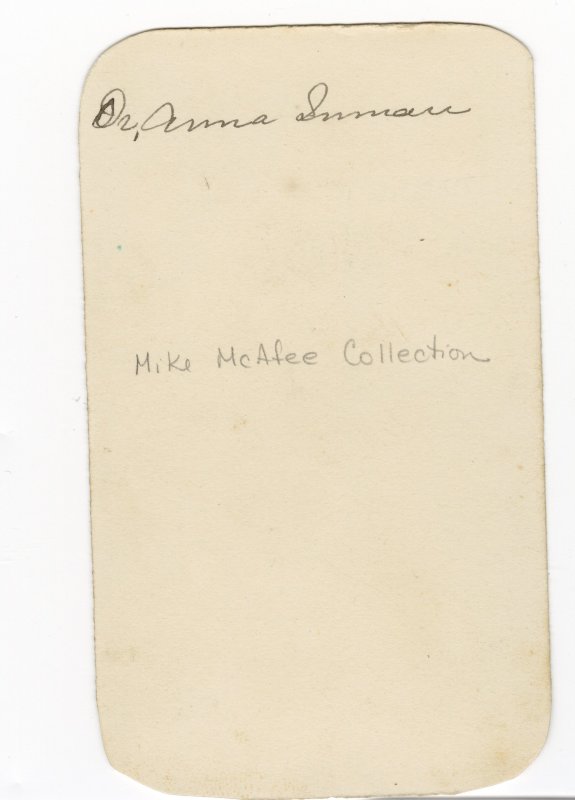 Dr, Anna Inman
Mike McAfee Collection